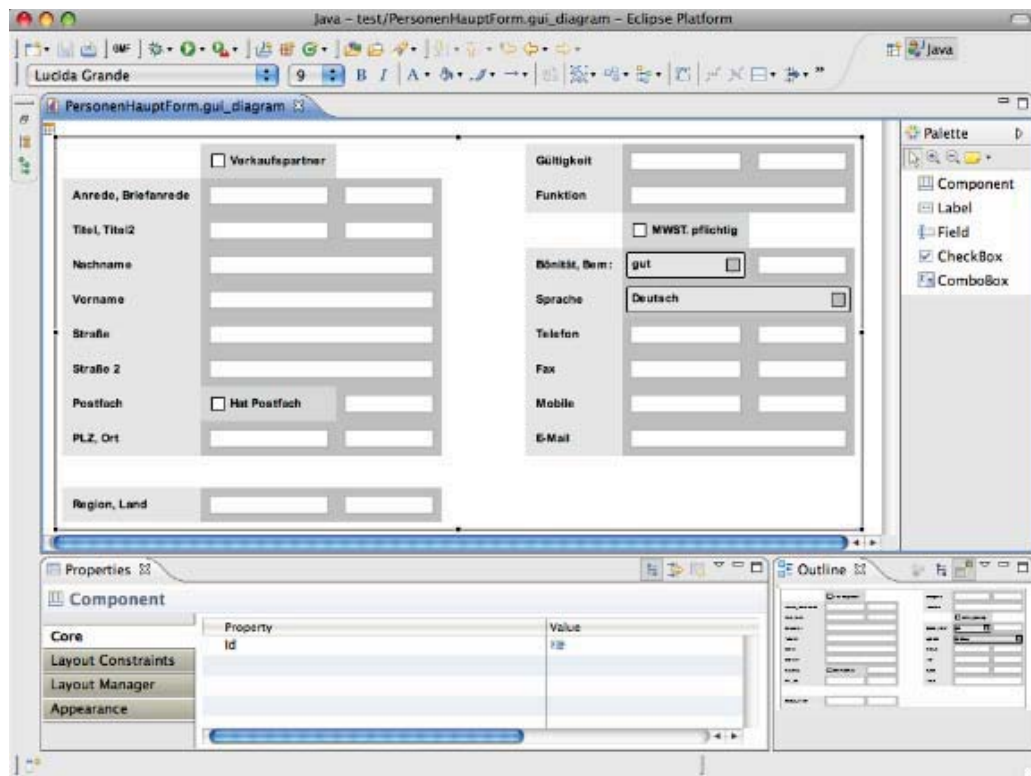 Java – test/PersonenHauptForm.gui_diagram – Eclipse Platform
GMF
Java
Lucida Grande 9 B I A
PersonenHauptForm.gui_diagram
Palette
Component
Label
Field
CheckBox
ComboBox
Verkaufspartner
Anrede, Briefanrede
Titel, Titel2
Nachname
Vorname
Straße
Straße 2
Postfach Hat Postfach
PLZ, Ort
Region, Land
Gültigkeit
Funktion
MWST. pflichtig
Bönität, Bem: gut
Sprache Deutsch
Telefon
Fax
Mobile
E-Mail
Properties
Component
Core
Layout Constraints
Layout Manager
Appearance
Property Value
Id
Outline